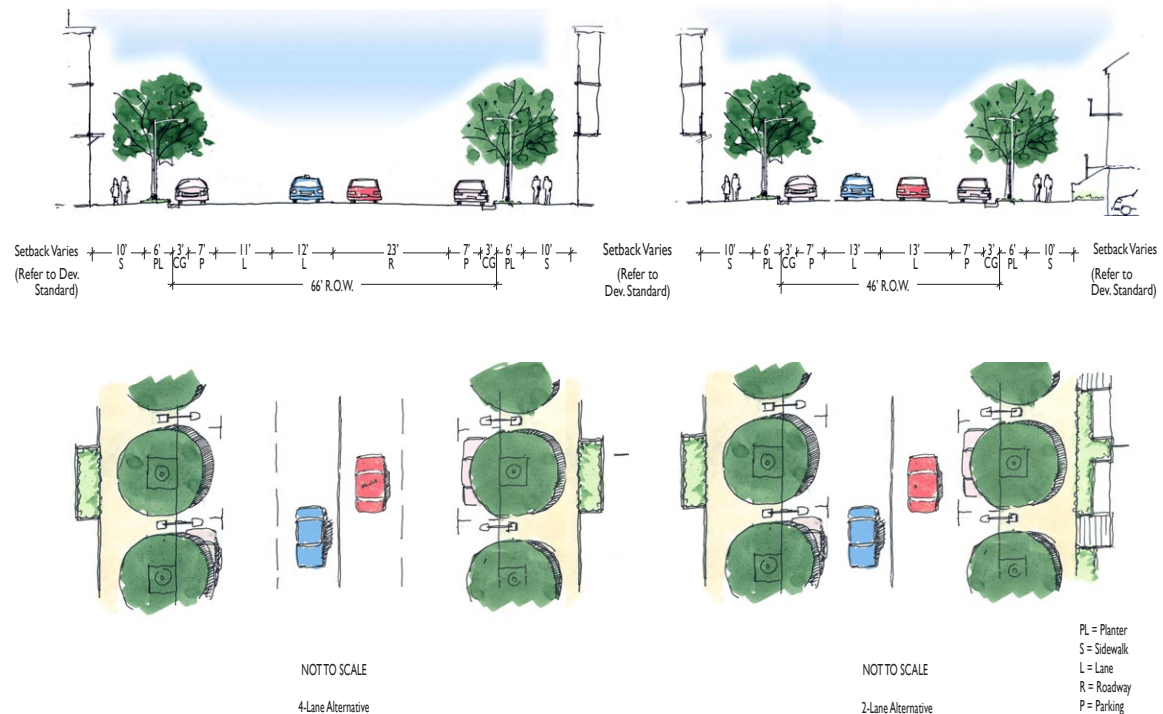 Setback Varies
(Refer to Dev. Standard)
10' 6' 3' 7' 11' 12' 23' 7' 3' 6' 10'
S PL CG P L L R P CG PL S
66' R.O.W.
Setback Varies
(Refer to
Dev. Standard)
10' 6' 3' 7' 13' 13' 7' 3' 6' 10'
S PL CG P L L P CG PL S
46' R.O.W.
Setback Varies
(Refer to
Dev. Standard)
NOT TO SCALE
4-Lane Alternative
NOT TO SCALE
2-Lane Alternative
PL = Planter
S = Sidewalk
L = Lane
R = Roadway
P = Parking